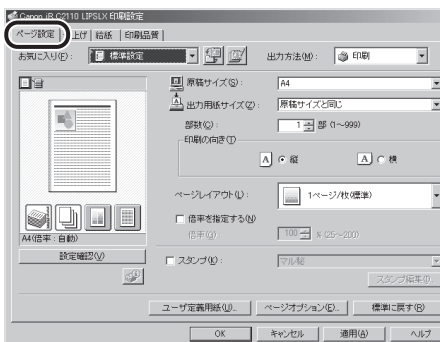 Canon iR C2110 LIPSLX 印刷設定
ページ設定 上げ 給紙 印刷品質
お気に入り(F): 標準設定 出力方法(M): 印刷
原稿サイズ(S): A4
出力用紙サイズ(Z): 原稿サイズと同じ
部数(C): 1 部 (1～999)
印刷の向き(T)
A 縦 A 横
ページレイアウト(L): 1ページ/枚(標準)
倍率を指定する(N)
A4(倍率：自動) 倍率(G): 100 % (25～200)
設定確認(V) スタンプ(K): マル秘
スタンプ編集(I)...
ユーザ定義用紙(U)... ページオプション(E)... 標準に戻す(R)
OK キャンセル 適用(A) ヘルプ